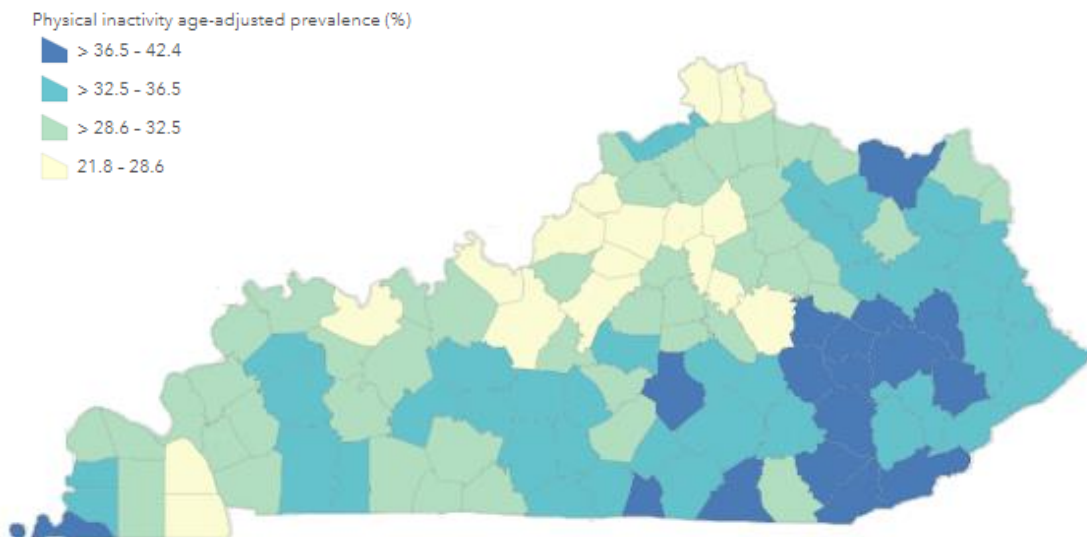 Physical inactivity age-adjusted prevalence (%)
> 36.5 - 42.4
> 32.5 - 36.5
> 28.6 - 32.5
21.8 - 28.6